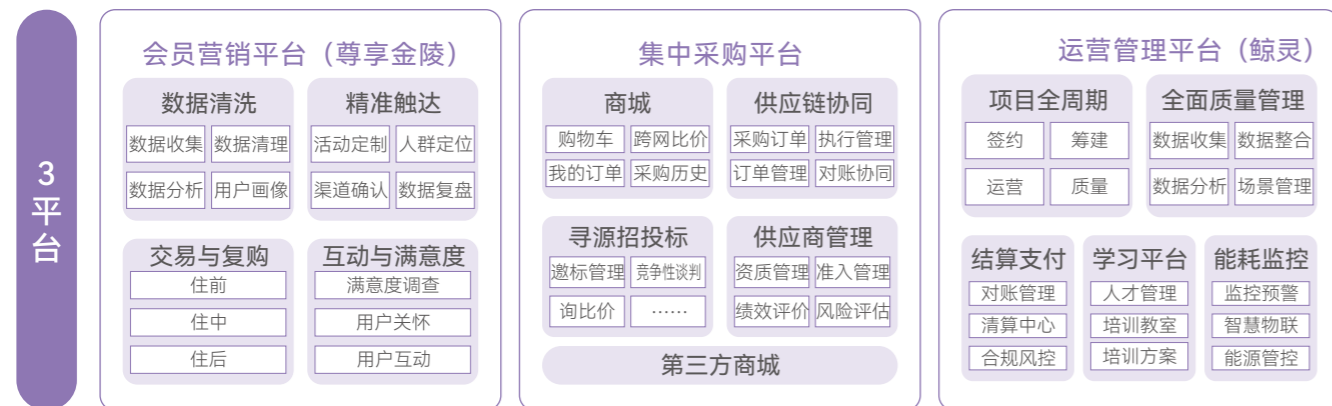 3
平
台
会员营销平台（尊享金陵）
数据清洗
数据收集 数据清理
数据分析 用户画像
精准触达
活动定制 人群定位
渠道确认 数据复盘
交易与复购
住前
住中
住后
互动与满意度
满意度调查
用户关怀
用户互动
集中采购平台
商城
购物车 跨网比价
我的订单 采购历史
供应链协同
采购订单 执行管理
订单管理 对账协同
寻源招投标
邀标管理 竞争性谈判
询比价 ……
供应商管理
资质管理 准入管理
绩效评价 风险评估
第三方商城
运营管理平台（鲸灵）
项目全周期
签约 筹建
运营 质量
全面质量管理
数据收集 数据整合
数据分析 场景管理
结算支付
对账管理
清算中心
合规风控
学习平台
人才管理
培训教室
培训方案
能耗监控
监控预警
智慧物联
能源管控